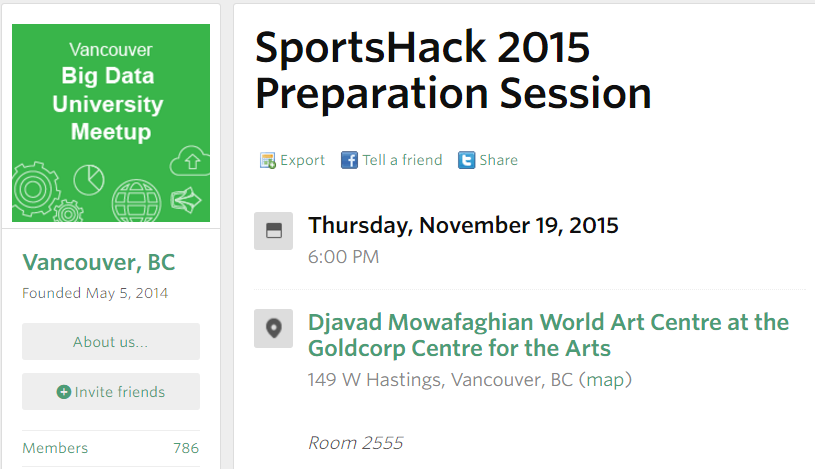 Vancouver
Big Data
University
Meetup
Vancouver, BC
Founded May 5, 2014
About us...
Invite friends
Members 786
SportsHack 2015
Preparation Session
Export Tell a friend Share
Thursday, November 19, 2015
6:00 PM
Djavad Mowafaghian World Art Centre at the
Goldcorp Centre for the Arts
149 W Hastings, Vancouver, BC (map)
Room 2555